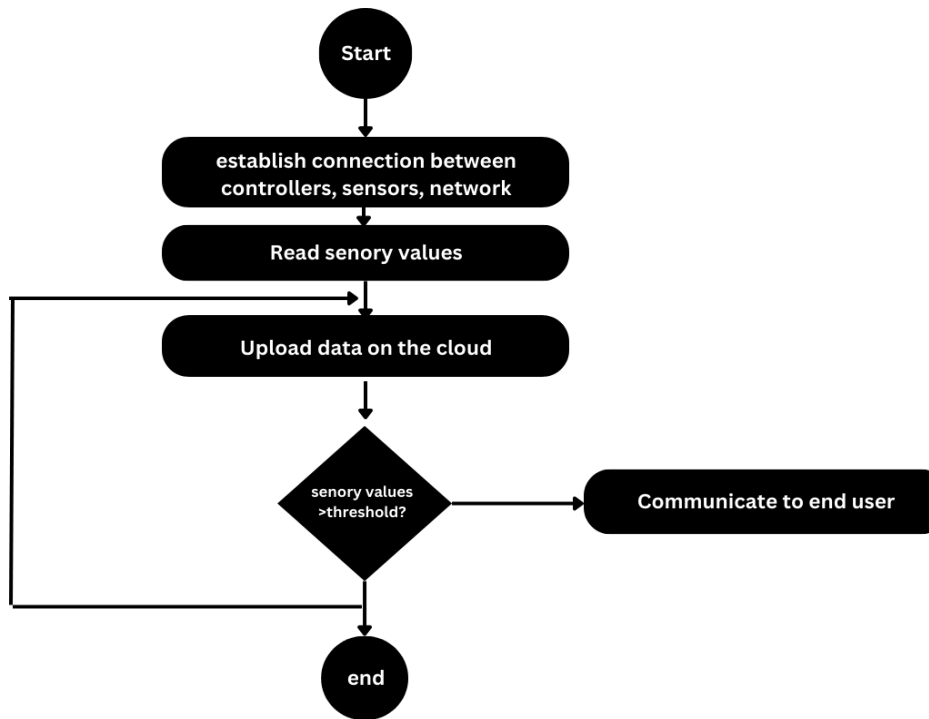 Start
establish connection between
controllers, sensors, network
Read senory values
Upload data on the cloud
senory values
>threshold?
Communicate to end user
end